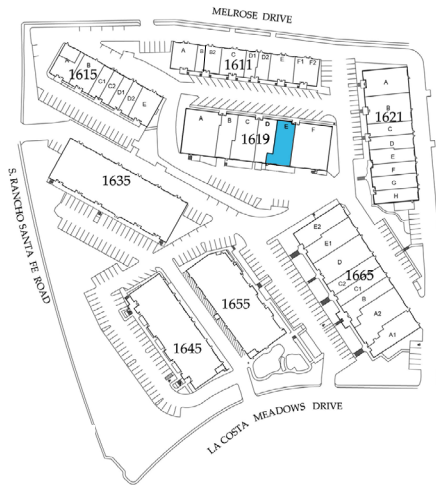 MELROSE DRIVE
A B B2 C D1 D2 E F1 F2
1611
A B C1 C2 D1 D2 E
1615
A B C D E F
1619
A
B
C
D
E
F
G
H
1621
1635
S. RANCHO SANTA FE ROAD
E2
E1
D
C2 C1
B
A2
A1
1665
1655
1645
LA COSTA MEADOWS DRIVE